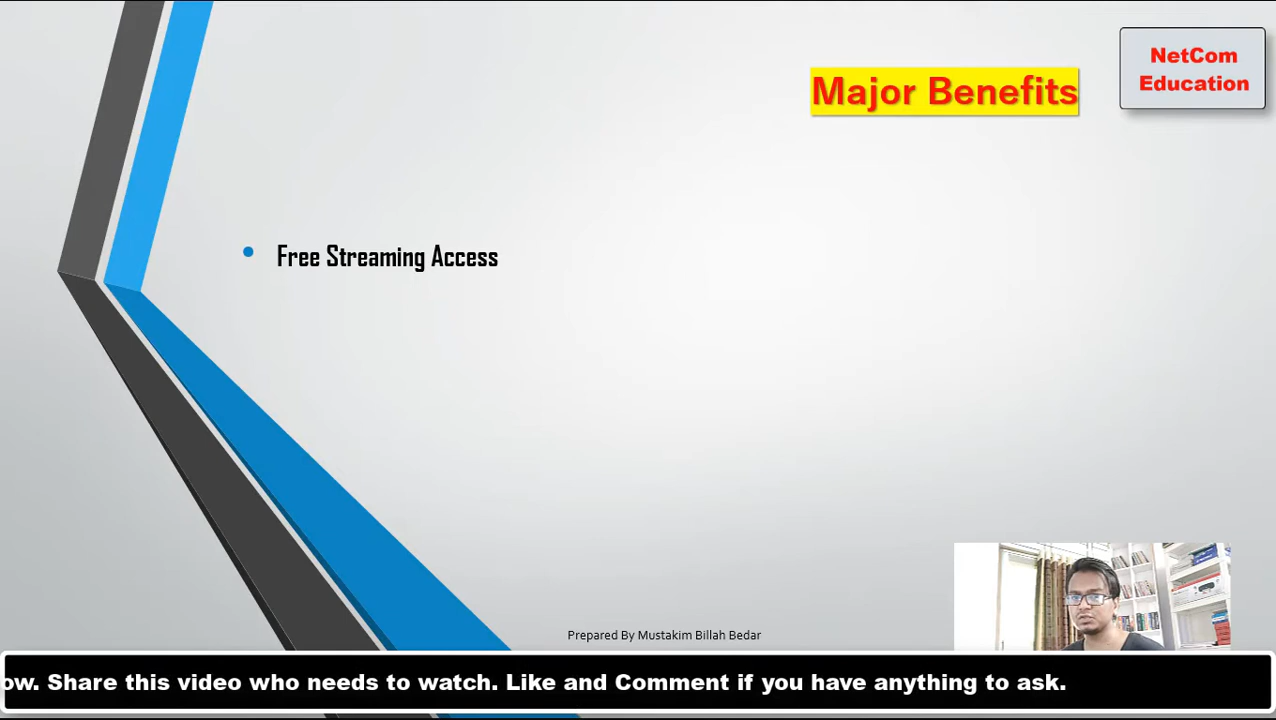 NetCom
Education
Major Benefits
• Free Streaming Access
Prepared By Mustakim Billah Bedar
ow. Share this video who needs to watch. Like and Comment if you have anything to ask.